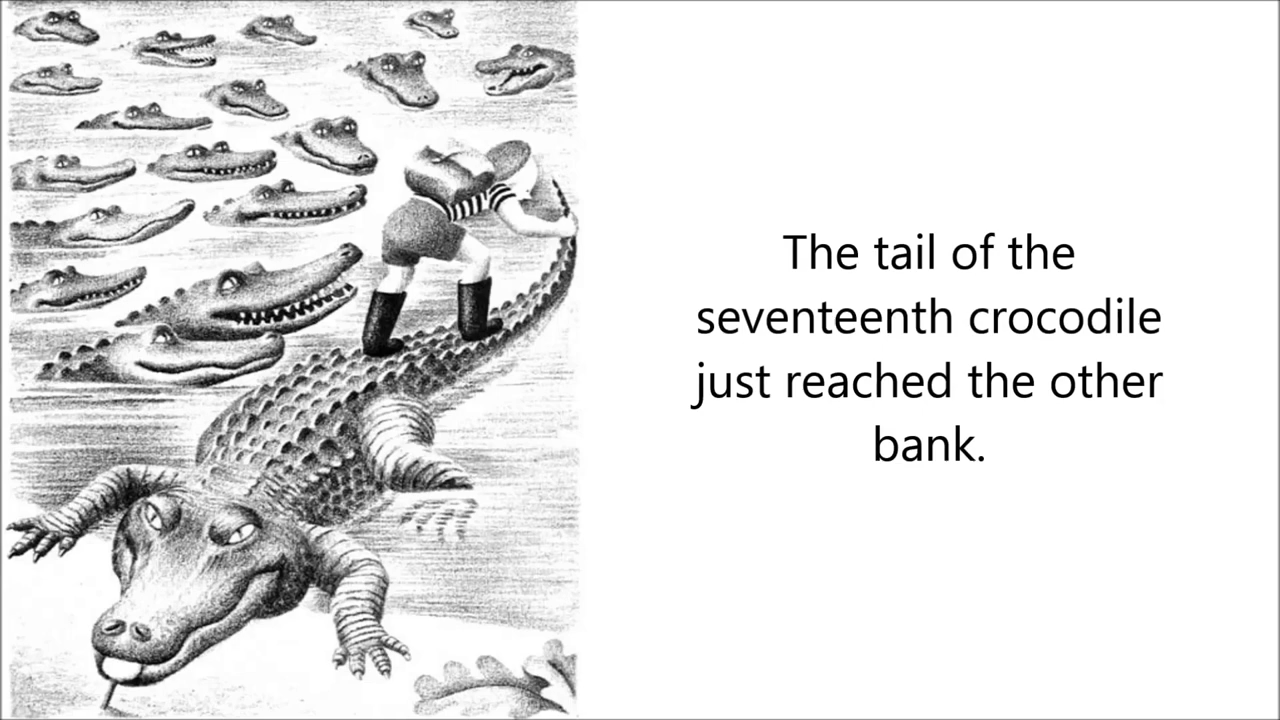 The tail of the
seventeenth crocodile
just reached the other
bank.